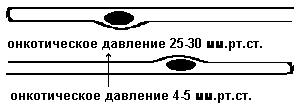 онкотическое давление 25-30 мм.рт.ст.
онкотическое давление 4-5 мм.рт.ст.